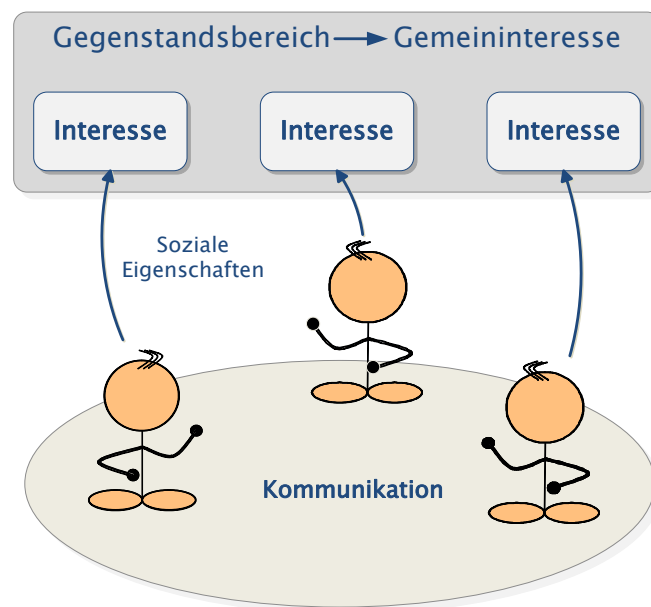 Gegenstandsbereich Gemeininteresse
Interesse Interesse Interesse
Soziale
Eigenschaften
Kommunikation